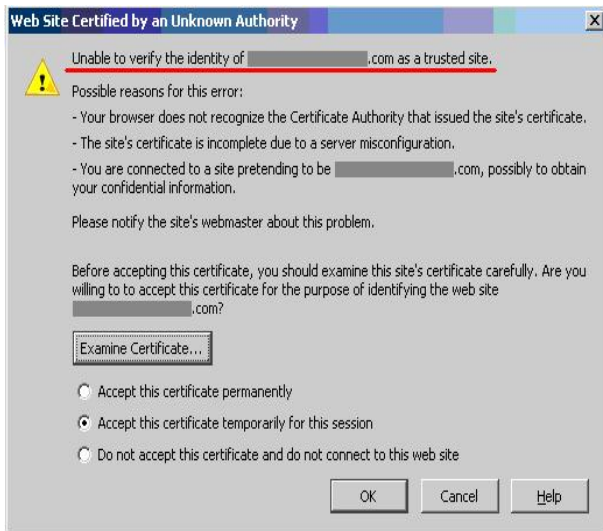 Web Site Certified by an Unknown Authority
Unable to verify the identity of .com as a trusted site.
Possible reasons for this error:
- Your browser does not recognize the Certificate Authority that issued the site's certificate.
- The site's certificate is incomplete due to a server misconfiguration.
- You are connected to a site pretending to be .com, possibly to obtain
your confidential information.
Please notify the site's webmaster about this problem.
Before accepting this certificate, you should examine this site's certificate carefully. Are you
willing to to accept this certificate for the purpose of identifying the web site
.com?
Examine Certificate...
Accept this certificate permanently
Accept this certificate temporarily for this session
Do not accept this certificate and do not connect to this web site
OK Cancel Help